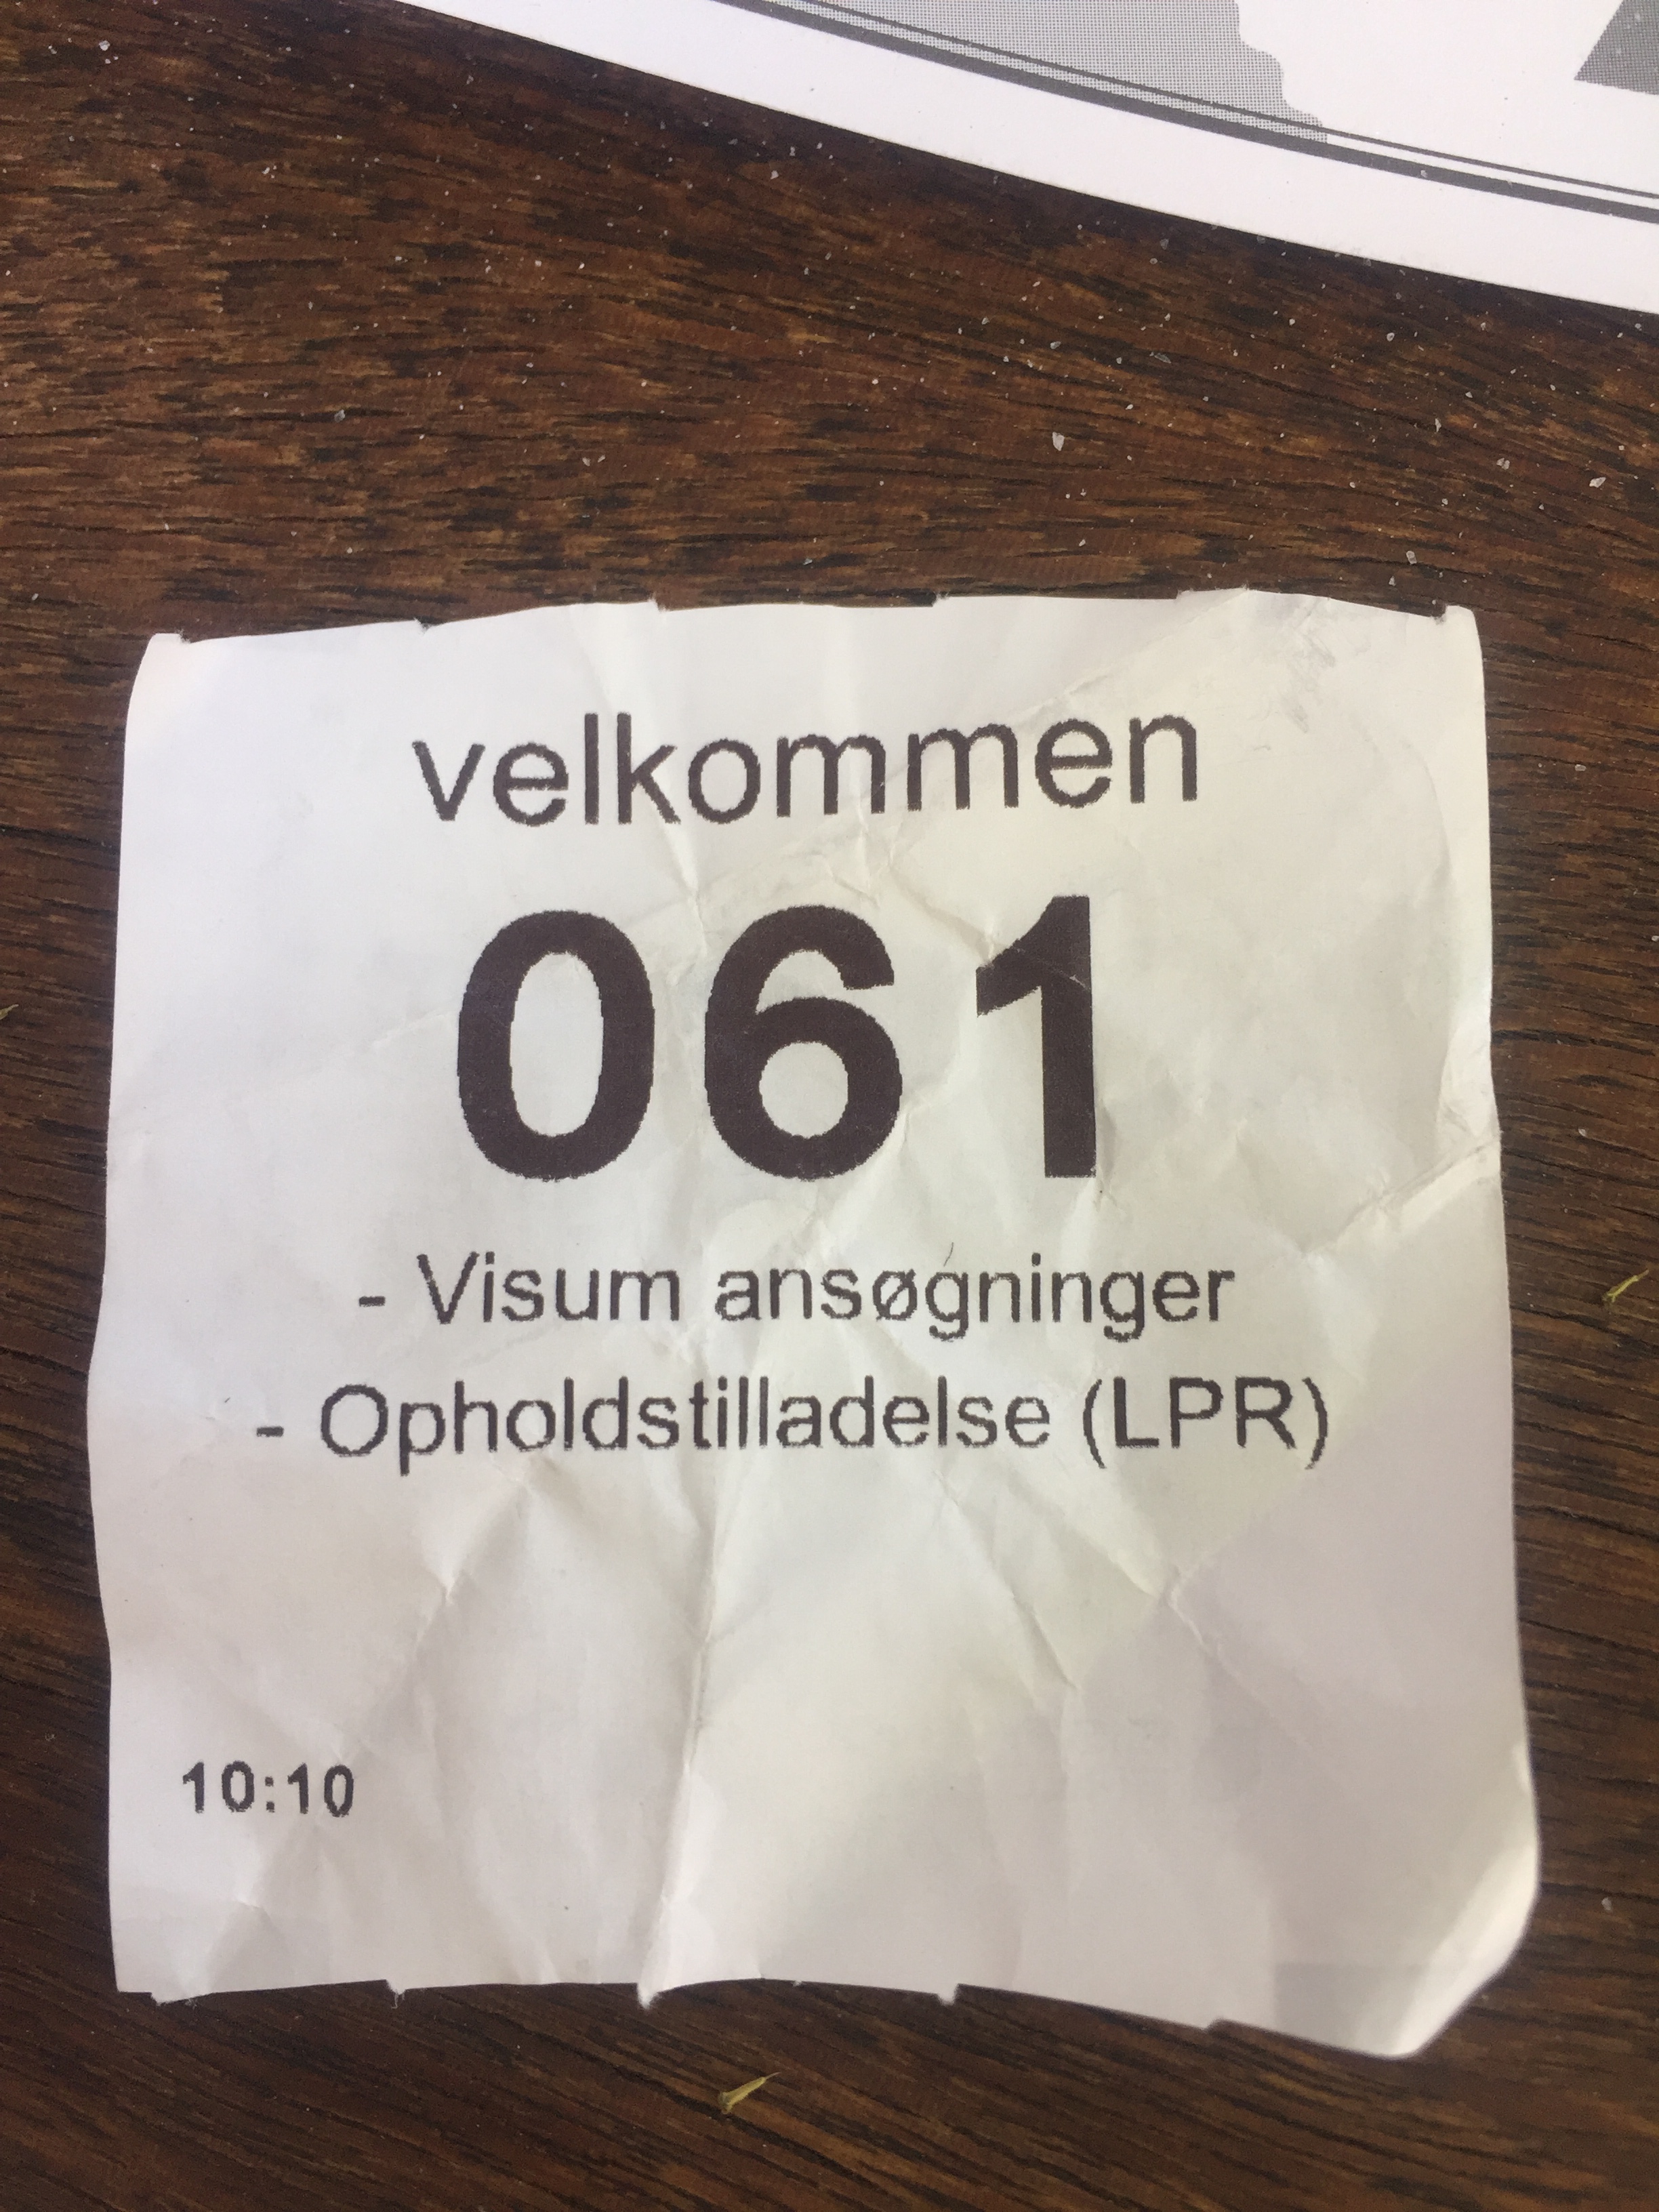 velkommen
061
- Visum ansøgninger
- Opholdstilladelse (LPR)
10:10